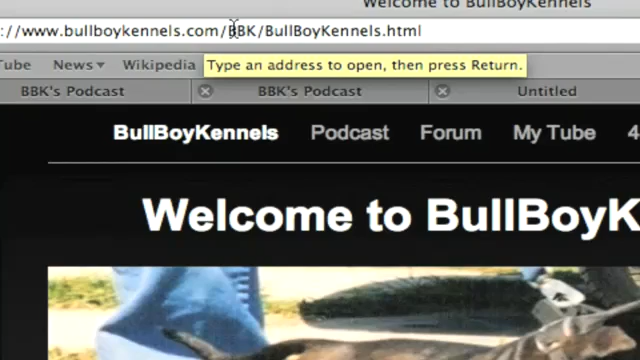 Welcome to BullBoyKennels
://www.bullboykennels.com/BBK/BullBoyKennels.html
Tube News▾ Wikipedia Type an address to open, then press Return.
BBK's Podcast BBK's Podcast Untitled
BullBoyKennels Podcast Forum My Tube 4
Welcome to BullBoyK